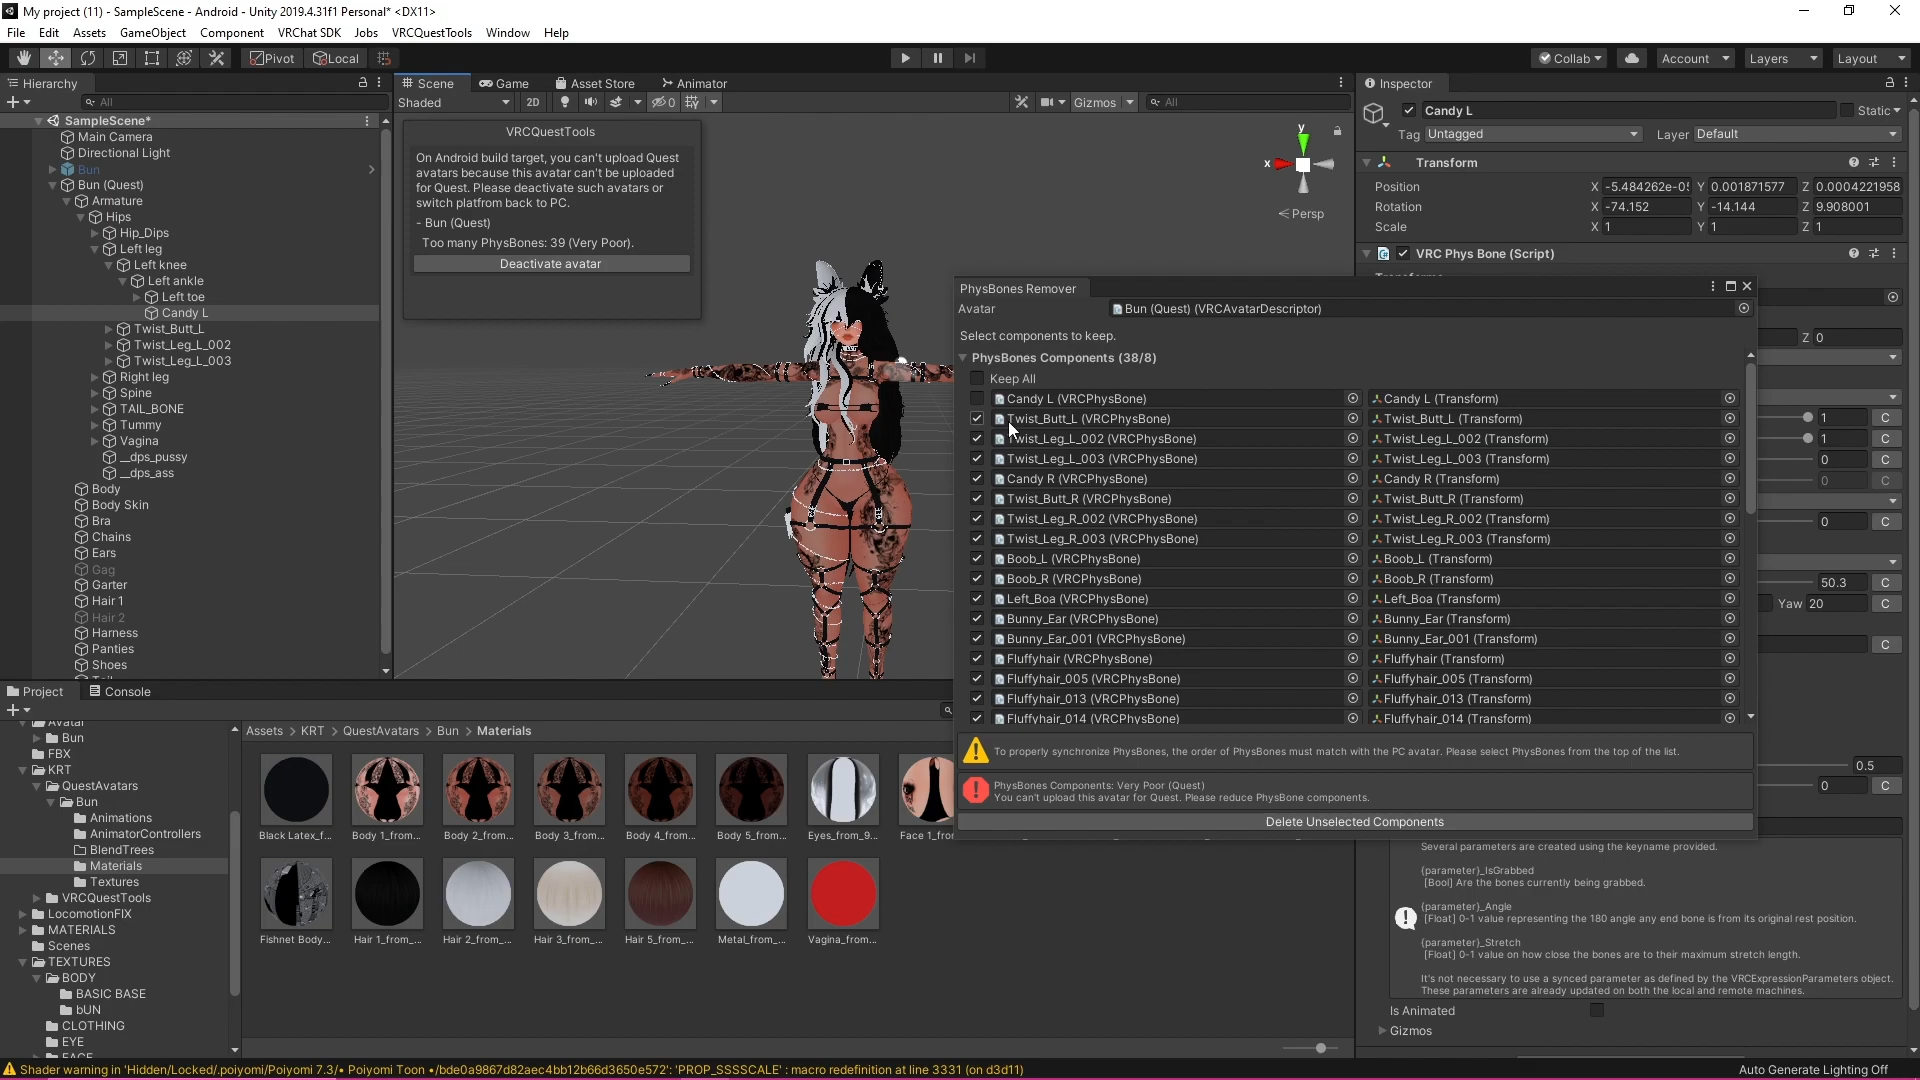 My project (11) - SampleScene - Android - Unity 2019.4.31f1 Personal* <DX11>
File Edit Assets GameObject Component VRChat SDK Jobs VRCQuestTools Window Help
Pivot Local Collab Account Layers Layout
Hierarchy
All
SampleScene*
Main Camera
Directional Light
Bun
Bun (Quest)
Armature
Hips
Hip_Dips
Left leg
Left knee
Left ankle
Left toe
Candy L
Twist_Butt_L
Twist_Leg_L_002
Twist_Leg_L_003
Right leg
Spine
TAIL_BONE
Tummy
Vagina
__dps_pussy
__dps_ass
Body
Body Skin
Bra
Chains
Ears
Gag
Garter
Hair 1
Hair 2
Harness
Panties
Shoes
Scene Game Asset Store Animator
Shaded 2D 0 Gizmos All
VRCQuestTools
On Android build target, you can't upload Quest
avatars because this avatar can't be uploaded
for Quest. Please deactivate such avatars or
switch platfrom back to PC.
- Bun (Quest)
Too many PhysBones: 39 (Very Poor).
Deactivate avatar
y
x
Persp
Inspector
Candy L Static
Tag Untagged Layer Default
Transform
Position X -5.484262e-05 Y 0.001871577 Z 0.0004221958
Rotation X -74.152 Y -14.144 Z 9.908001
Scale X 1 Y 1 Z 1
VRC Phys Bone (Script)
Z 0
1 C
1 C
0 C
0 C
0 C
50.3 C
Yaw 20 C
C
0.5
0 C
PhysBones Remover
Avatar Bun (Quest) (VRCAvatarDescriptor)
Select components to keep.
PhysBones Components (38/8)
Keep All
Candy L (VRCPhysBone) Candy L (Transform)
Twist_Butt_L (VRCPhysBone) Twist_Butt_L (Transform)
Twist_Leg_L_002 (VRCPhysBone) Twist_Leg_L_002 (Transform)
Twist_Leg_L_003 (VRCPhysBone) Twist_Leg_L_003 (Transform)
Candy R (VRCPhysBone) Candy R (Transform)
Twist_Butt_R (VRCPhysBone) Twist_Butt_R (Transform)
Twist_Leg_R_002 (VRCPhysBone) Twist_Leg_R_002 (Transform)
Twist_Leg_R_003 (VRCPhysBone) Twist_Leg_R_003 (Transform)
Boob_L (VRCPhysBone) Boob_L (Transform)
Boob_R (VRCPhysBone) Boob_R (Transform)
Left_Boa (VRCPhysBone) Left_Boa (Transform)
Bunny_Ear (VRCPhysBone) Bunny_Ear (Transform)
Bunny_Ear_001 (VRCPhysBone) Bunny_Ear_001 (Transform)
Fluffyhair (VRCPhysBone) Fluffyhair (Transform)
Fluffyhair_005 (VRCPhysBone) Fluffyhair_005 (Transform)
Fluffyhair_013 (VRCPhysBone) Fluffyhair_013 (Transform)
Fluffyhair_014 (VRCPhysBone) Fluffyhair_014 (Transform)
To properly synchronize PhysBones, the order of PhysBones must match with the PC avatar. Please select PhysBones from the top of the list.
PhysBones Components: Very Poor (Quest)
You can't upload this avatar for Quest. Please reduce PhysBone components.
Delete Unselected Components
Several parameters are created using the keyname provided.
{parameter}_IsGrabbed
[Bool] Are the bones currently being grabbed.
{parameter}_Angle
[Float] 0-1 value representing the 180 angle any end bone is from its original rest position.
{parameter}_Stretch
[Float] 0-1 value on how close the bones are to their maximum stretch length.
It's not necessary to use a synced parameter as defined by the VRCExpressionParameters object.
These parameters are already updated on both the local and remote machines.
Is Animated
Gizmos
Project Console
Avatar
Bun
FBX
KRT
QuestAvatars
Bun
Animations
AnimatorControllers
BlendTrees
Materials
Textures
VRCQuestTools
LocomotionFIX
MATERIALS
Scenes
TEXTURES
BODY
BASIC BASE
bUN
CLOTHING
EYE
FACE
Assets > KRT > QuestAvatars > Bun > Materials
Black Latex_f... Body 1_from... Body 2_from... Body 3_from... Body 4_from... Body 5_from... Eyes_from_9... Face 1_fro
Fishnet Body... Hair 1_from_... Hair 2_from_... Hair 3_from_... Hair 5_from_... Metal_from_... Vagina_from...
Shader warning in 'Hidden/Locked/.poiyomi/Poiyomi 7.3/• Poiyomi Toon •/bde0a9867d82aec4bb12b66d3650e572': 'PROP_SSSSCALE' : macro redefinition at line 3331 (on d3d11)
Auto Generate Lighting Off